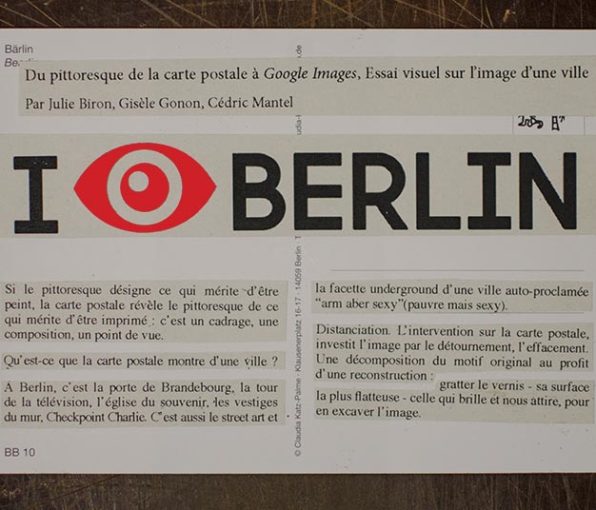 Bärlin
Du pittoresque de la carte postale à Google Images, Essai visuel sur l'image d'une ville
Par Julie Biron, Gisèle Gonon, Cédric Mantel
I BERLIN
Si le pittoresque désigne ce qui mérite d'être
peint, la carte postale révèle le pittoresque de ce
qui mérite d'être imprimé : c'est un cadrage, une
composition, un point de vue.
Qu'est-ce que la carte postale montre d'une ville ?
A Berlin, c'est la porte de Brandebourg, la tour
de la télévision, l'église du souvenir, les vestiges
du mur, Checkpoint Charlie. C'est aussi le street art et
BB 10
© Claudia Katz-Palme · Klausenerplatz 16-17 · 14059 Berlin
.de
la facette underground d'une ville auto-proclamée
“arm aber sexy”(pauvre mais sexy).
Distanciation. L'intervention sur la carte postale,
investit l'image par le détournement, l'effacement.
Une décomposition du motif original au profit
d'une reconstruction :
gratter le vernis - sa surface
la plus flatteuse - celle qui brille et nous attire, pour
en excaver l'image.